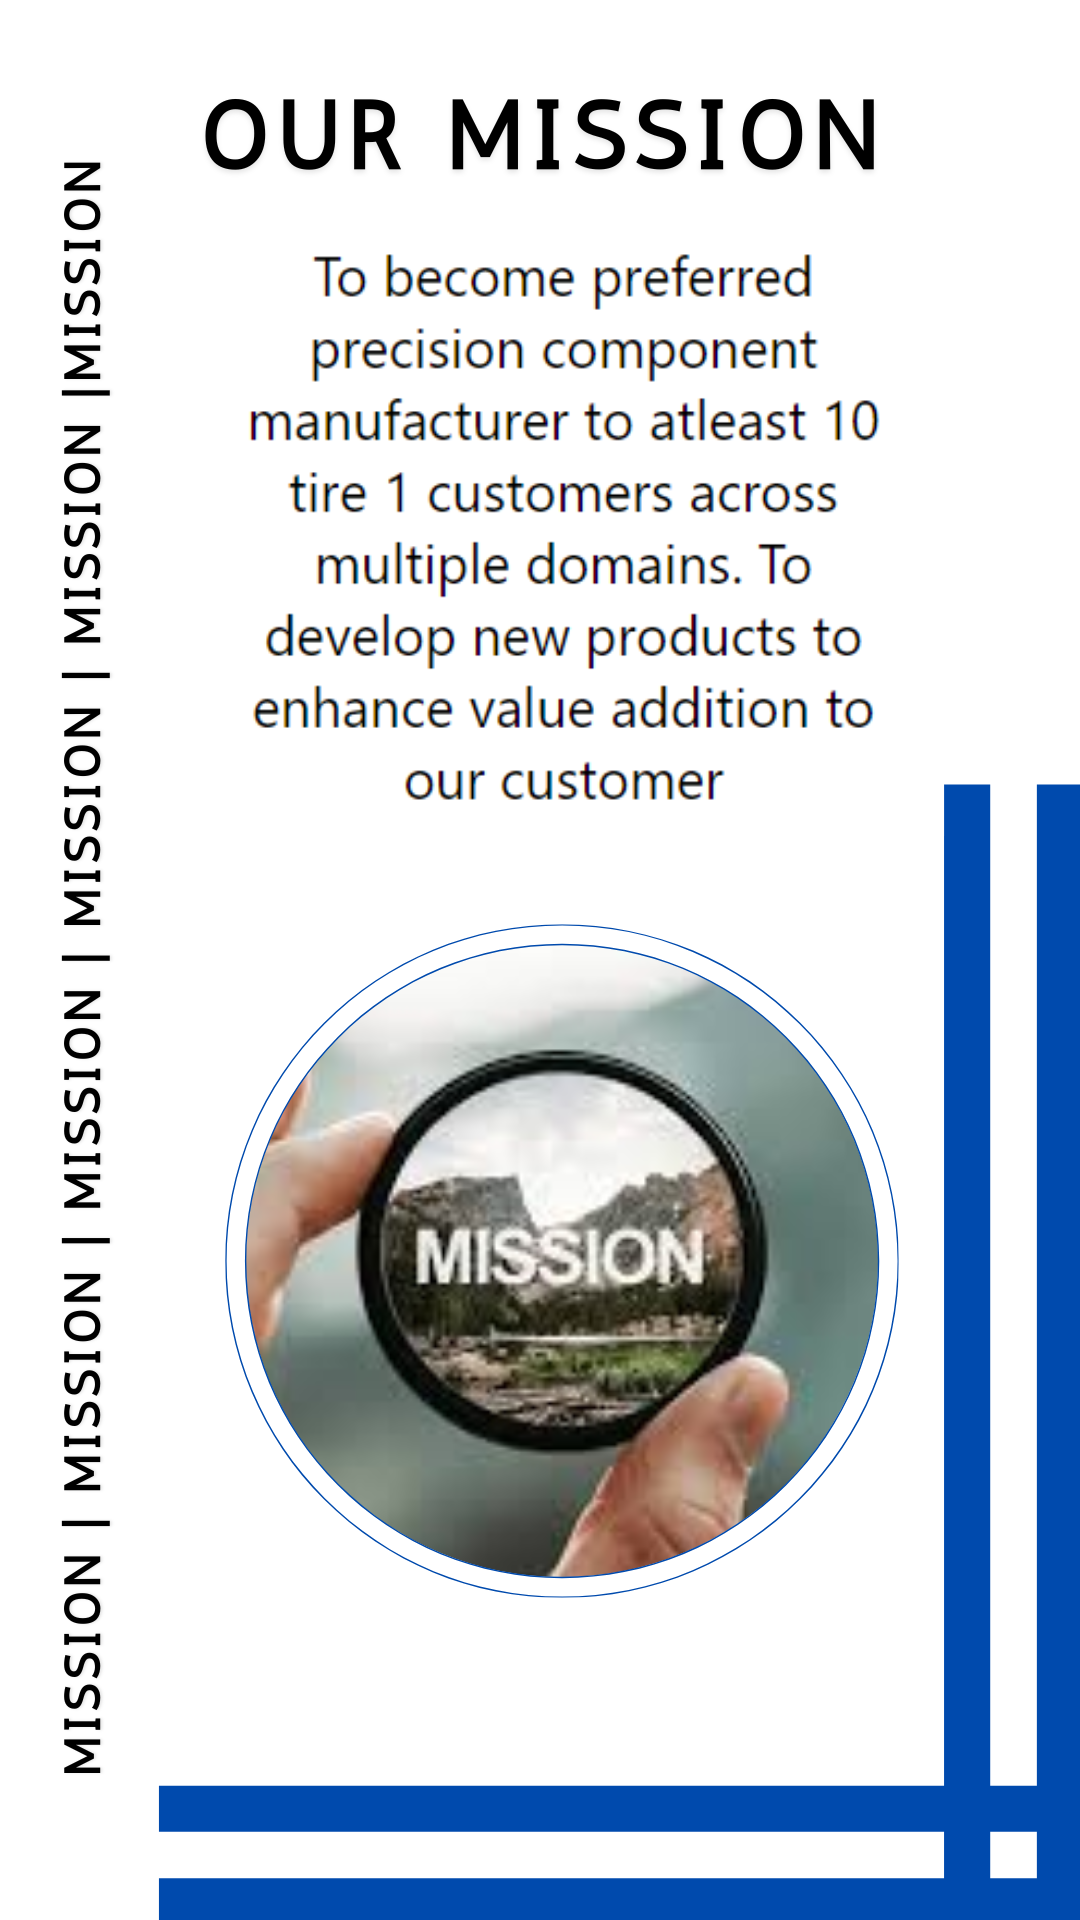 OUR MISSION
To become preferred
precision component
manufacturer to atleast 10
tire 1 customers across
multiple domains. To
develop new products to
enhance value addition to
our customer
MISSION
MISSION | MISSION | MISSION | MISSION | MISSION |MISSION